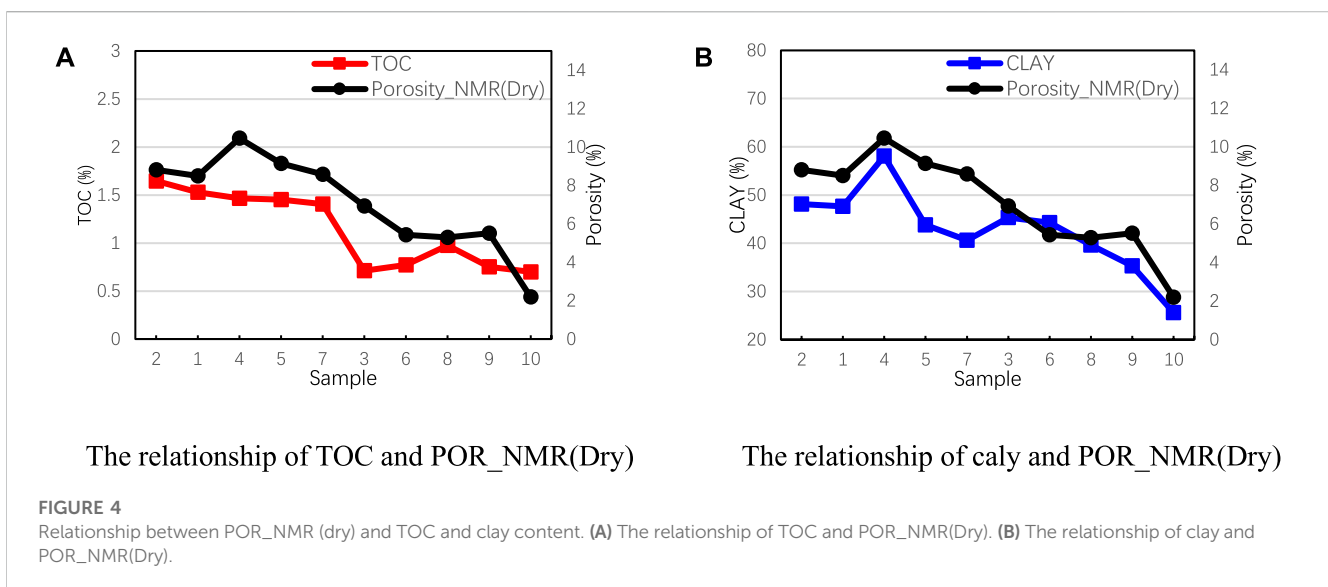 A
TOC
Porosity_NMR(Dry)
3
2.5
2
1.5
1
0.5
0
TOC (%)
14
12
10
8
6
4
2
0
Porosity (%)
2 1 4 5 7 3 6 8 9 10
Sample
The relationship of TOC and POR_NMR(Dry)
B
CLAY
Porosity_NMR(Dry)
80
70
60
50
40
30
20
CLAY (%)
14
12
10
8
6
4
2
0
Porosity (%)
2 1 4 5 7 3 6 8 9 10
Sample
The relationship of caly and POR_NMR(Dry)
FIGURE 4
Relationship between POR_NMR (dry) and TOC and clay content. (A) The relationship of TOC and POR_NMR(Dry). (B) The relationship of clay and
POR_NMR(Dry).